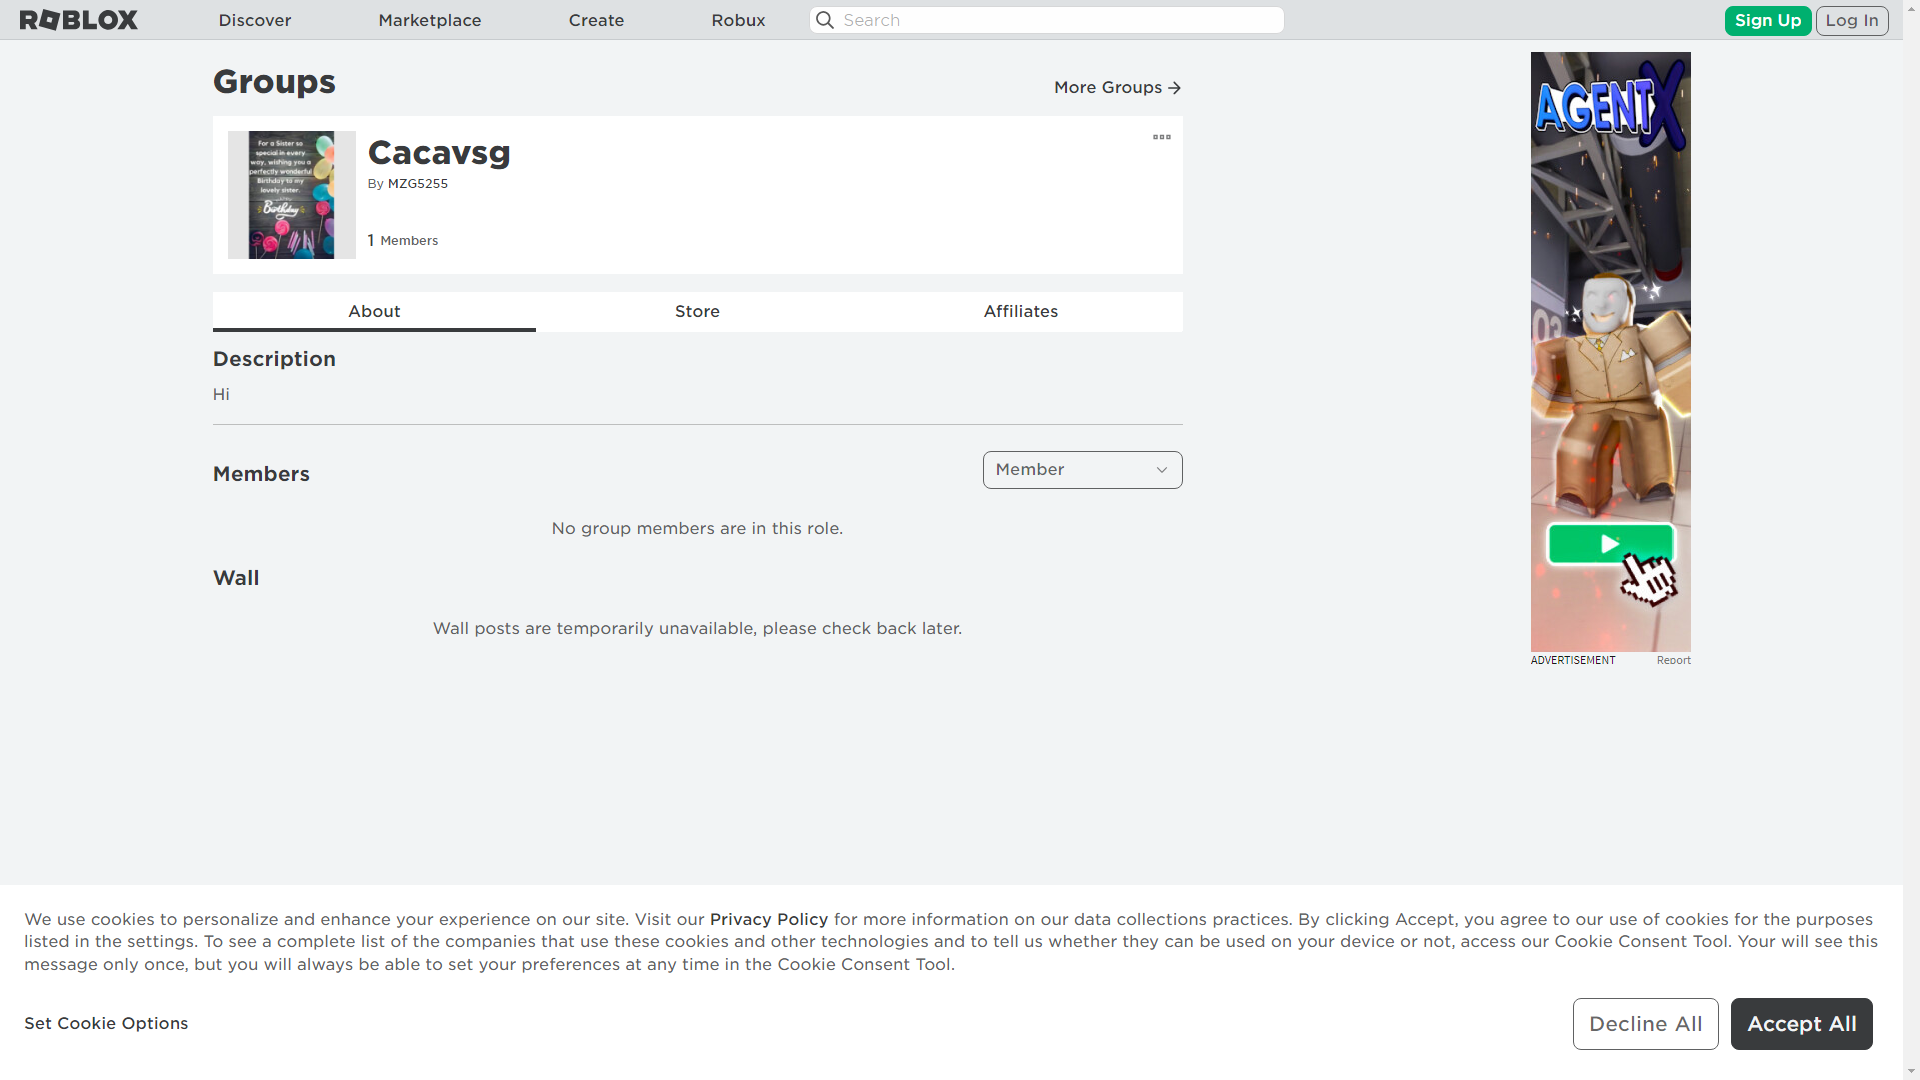 ROBLOX
Discover
Marketplace
Create
Robux
Search
Sign Up
Log In
Groups
More Groups
For a Sister so
special in every
way, wishing you a
perfectly wonderful
Birthday to my
lovely sister.
Birthday
Cacavsg
By MZG5255
1 Members
About
Store
Affiliates
Description
Hi
Members
Member
No group members are in this role.
Wall
Wall posts are temporarily unavailable, please check back later.
AGENT X
03
ADVERTISEMENT
Report
We use cookies to personalize and enhance your experience on our site. Visit our Privacy Policy for more information on our data collections practices. By clicking Accept, you agree to our use of cookies for the purposes
listed in the settings. To see a complete list of the companies that use these cookies and other technologies and to tell us whether they can be used on your device or not, access our Cookie Consent Tool. Your will see this
message only once, but you will always be able to set your preferences at any time in the Cookie Consent Tool.
Set Cookie Options
Decline All
Accept All